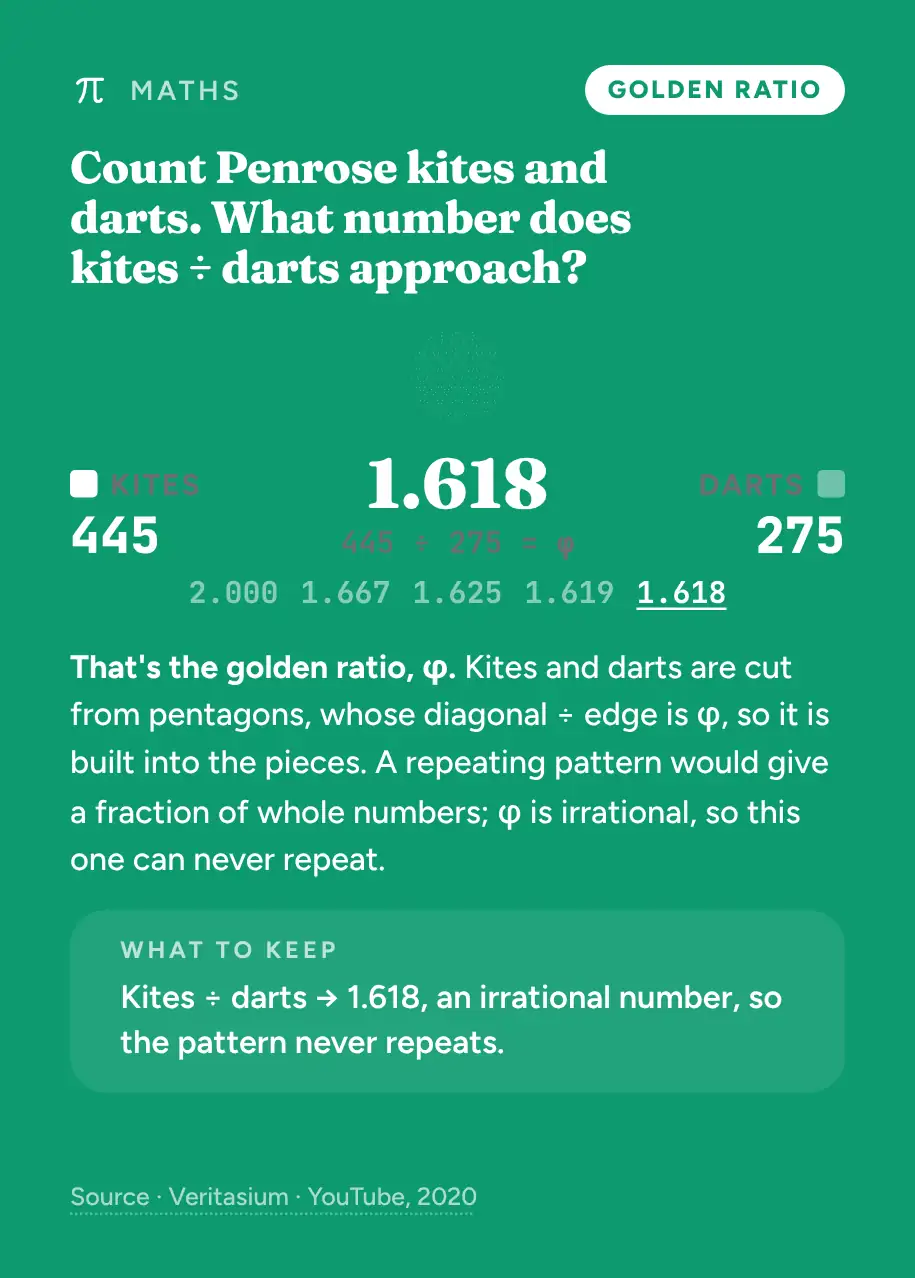 π MATHS
GOLDEN RATIO
Count Penrose kites and
darts. What number does
kites ÷ darts approach?
KITES
445
1.618
445 ÷ 275 = φ
DARTS
275
2.000 1.667 1.625 1.619 1.618
That's the golden ratio, φ. Kites and darts are cut
from pentagons, whose diagonal ÷ edge is φ, so it is
built into the pieces. A repeating pattern would give
a fraction of whole numbers; φ is irrational, so this
one can never repeat.
WHAT TO KEEP
Kites ÷ darts → 1.618, an irrational number, so
the pattern never repeats.
Source · Veritasium · YouTube, 2020